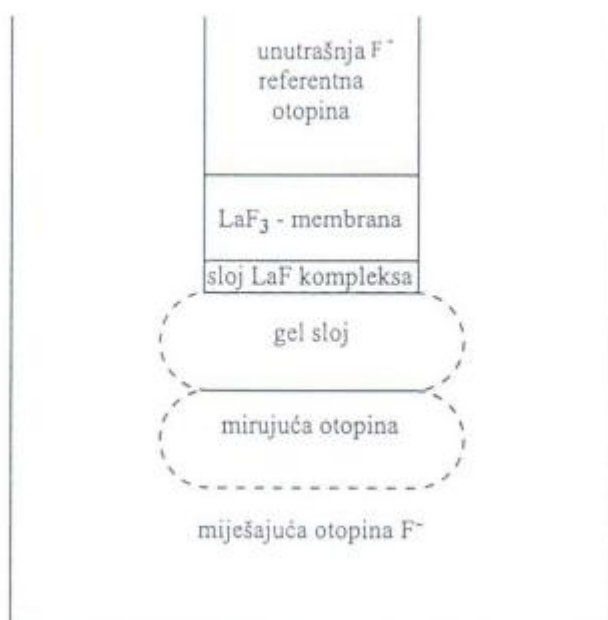 unutrašnja F⁻
referentna
otopina
LaF₃ - membrana
sloj LaF kompleksa
gel sloj
mirujuća otopina
miješajuća otopina F⁻